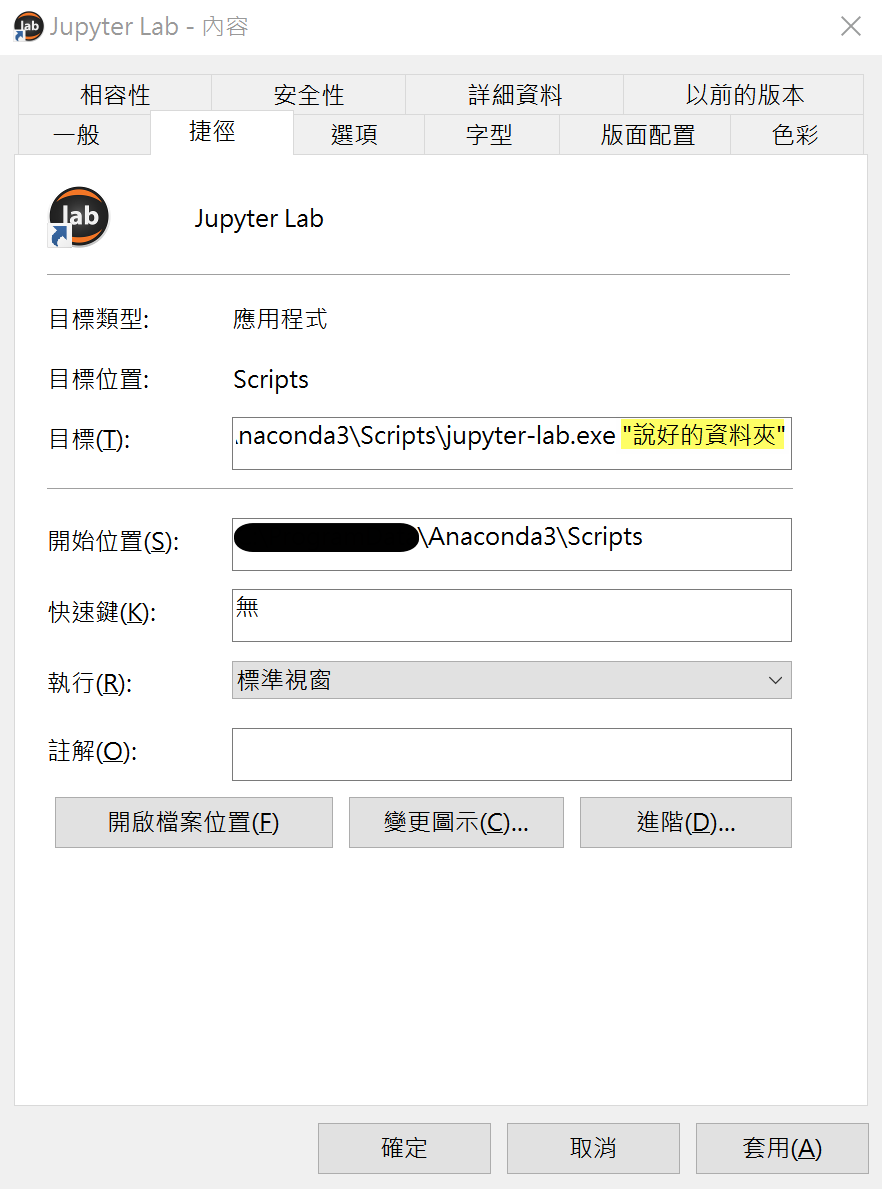 Jupyter Lab - 內容
相容性 安全性 詳細資料 以前的版本
一般 捷徑 選項 字型 版面配置 色彩
lab
Jupyter Lab
目標類型: 應用程式
目標位置: Scripts
目標(T): naconda3\Scripts\jupyter-lab.exe "說好的資料夾"
開始位置(S): \Anaconda3\Scripts
快速鍵(K): 無
執行(R): 標準視窗
註解(O):
開啟檔案位置(F) 變更圖示(C)... 進階(D)...
確定 取消 套用(A)